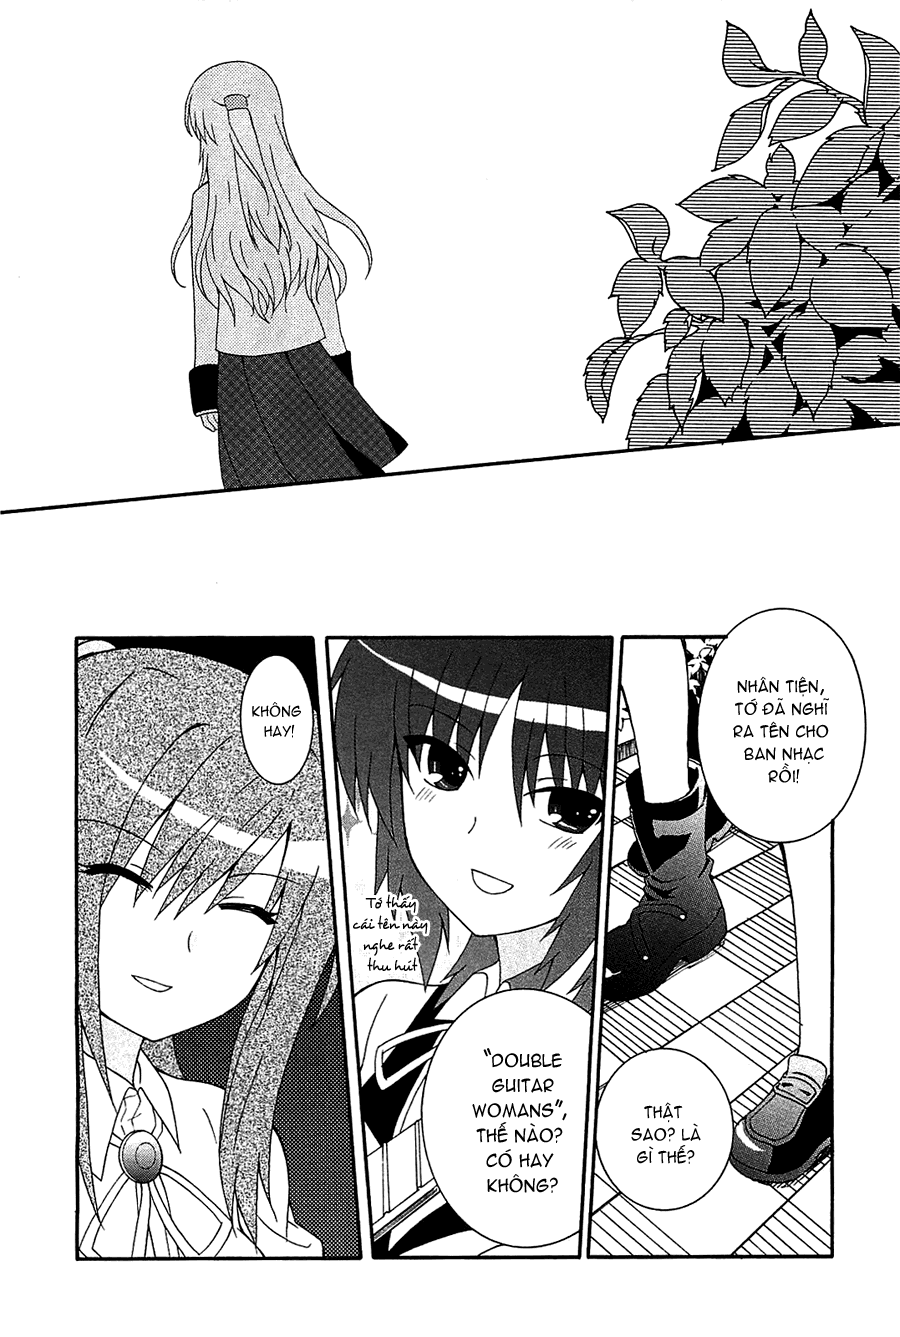 NHÂN TIỆN,
TỚ ĐÃ NGHĨ
RA TÊN CHO
BAN NHẠC
RỒI!
THẬT
SAO? LÀ
GÌ THẾ?
Tớ thấy
cái tên này
nghe rất
thu hút
"DOUBLE
GUITAR
WOMANS",
THẾ NÀO?
CÓ HAY
KHÔNG?
KHÔNG
HAY!